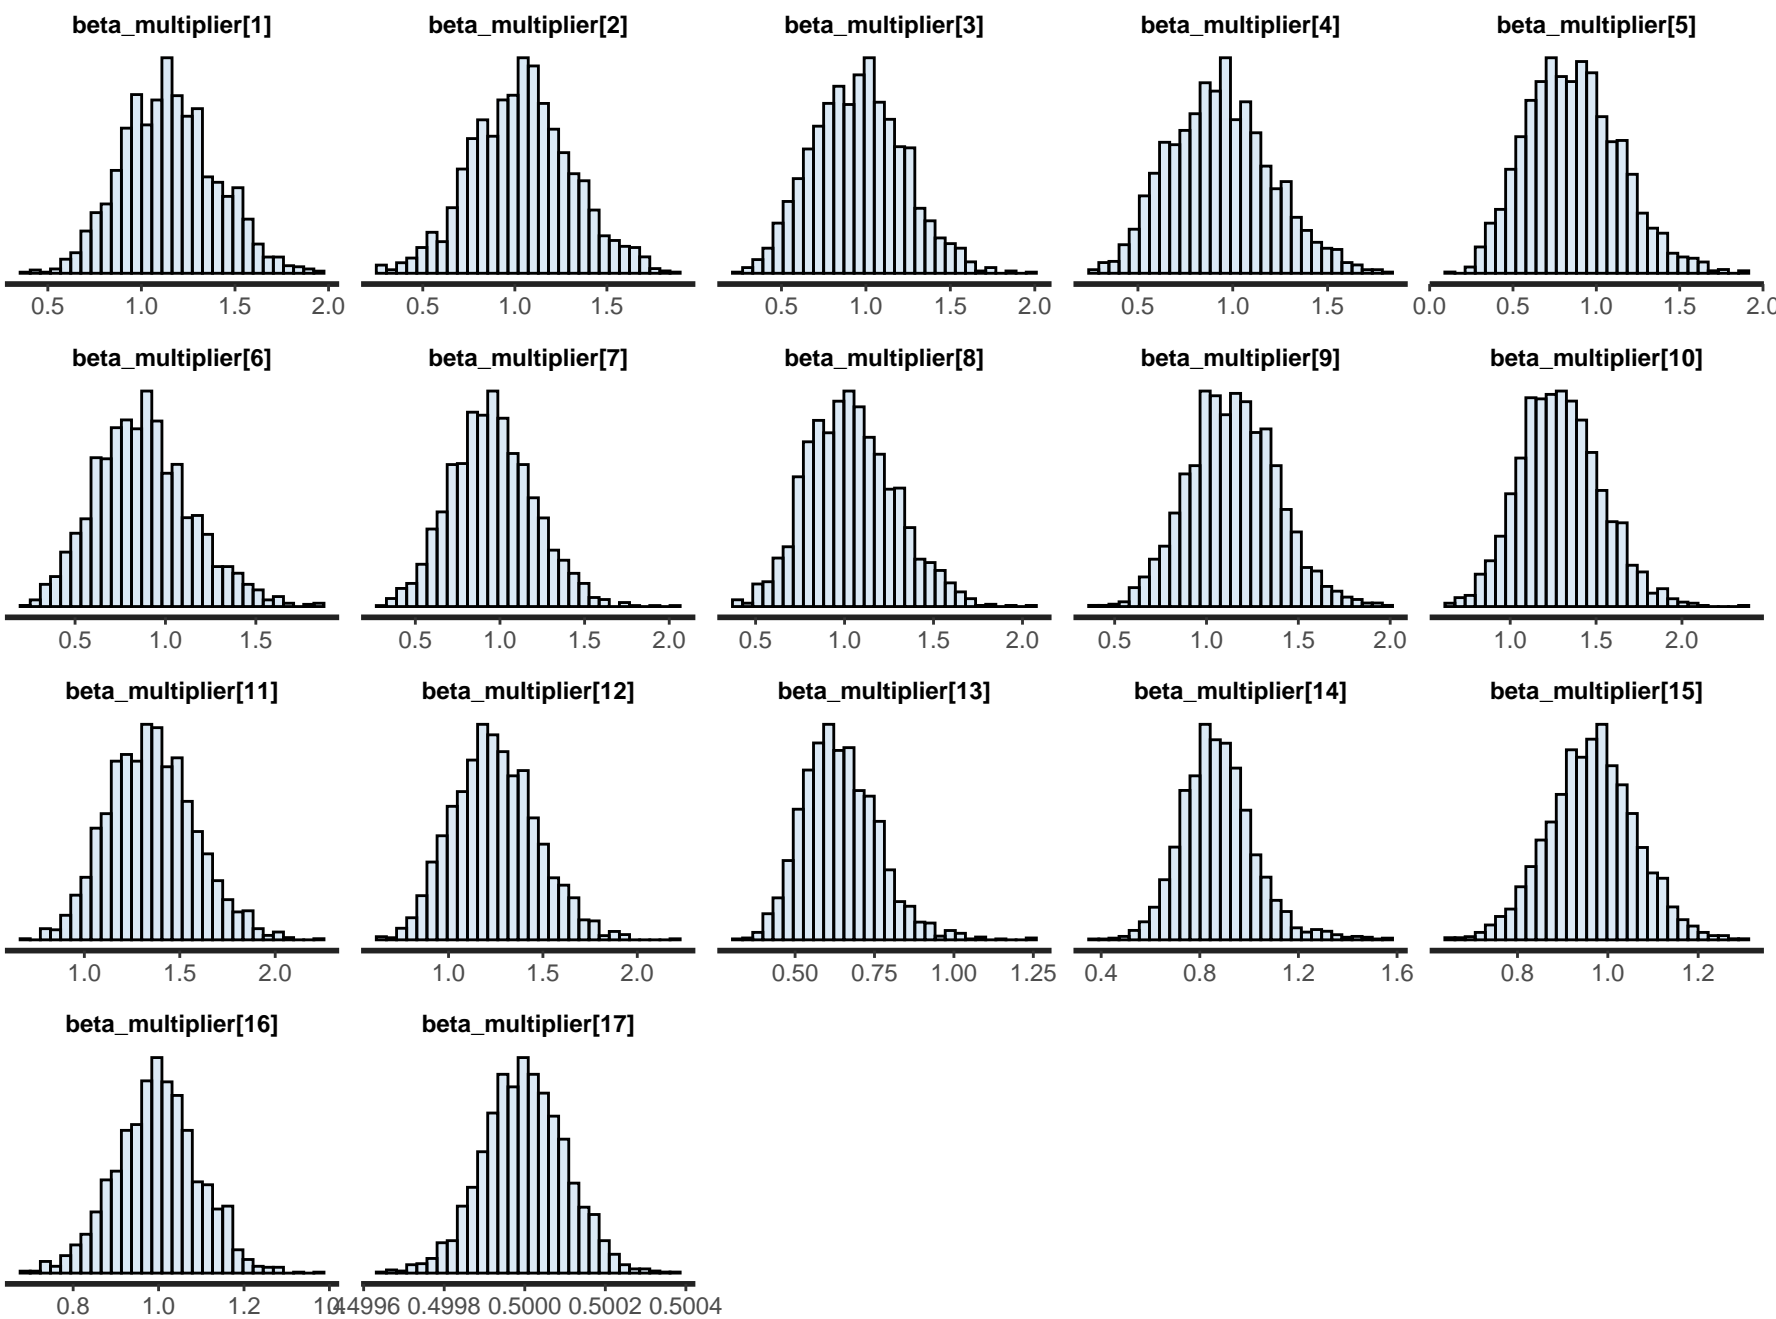 beta_multiplier[1] beta_multiplier[2] beta_multiplier[3] beta_multiplier[4] beta_multiplier[5]
0.5 1.0 1.5 2.0 0.5 1.0 1.5 0.5 1.0 1.5 2.0 0.5 1.0 1.5 0.0 0.5 1.0 1.5 2.0
beta_multiplier[6] beta_multiplier[7] beta_multiplier[8] beta_multiplier[9] beta_multiplier[10]
0.5 1.0 1.5 0.5 1.0 1.5 2.0 0.5 1.0 1.5 2.0 0.5 1.0 1.5 2.0 1.0 1.5 2.0
beta_multiplier[11] beta_multiplier[12] beta_multiplier[13] beta_multiplier[14] beta_multiplier[15]
1.0 1.5 2.0 1.0 1.5 2.0 0.50 0.75 1.00 1.25 0.4 0.8 1.2 1.6 0.8 1.0 1.2
beta_multiplier[16] beta_multiplier[17]
0.8 1.0 1.2 1.4 0.4996 0.4998 0.5000 0.5002 0.5004